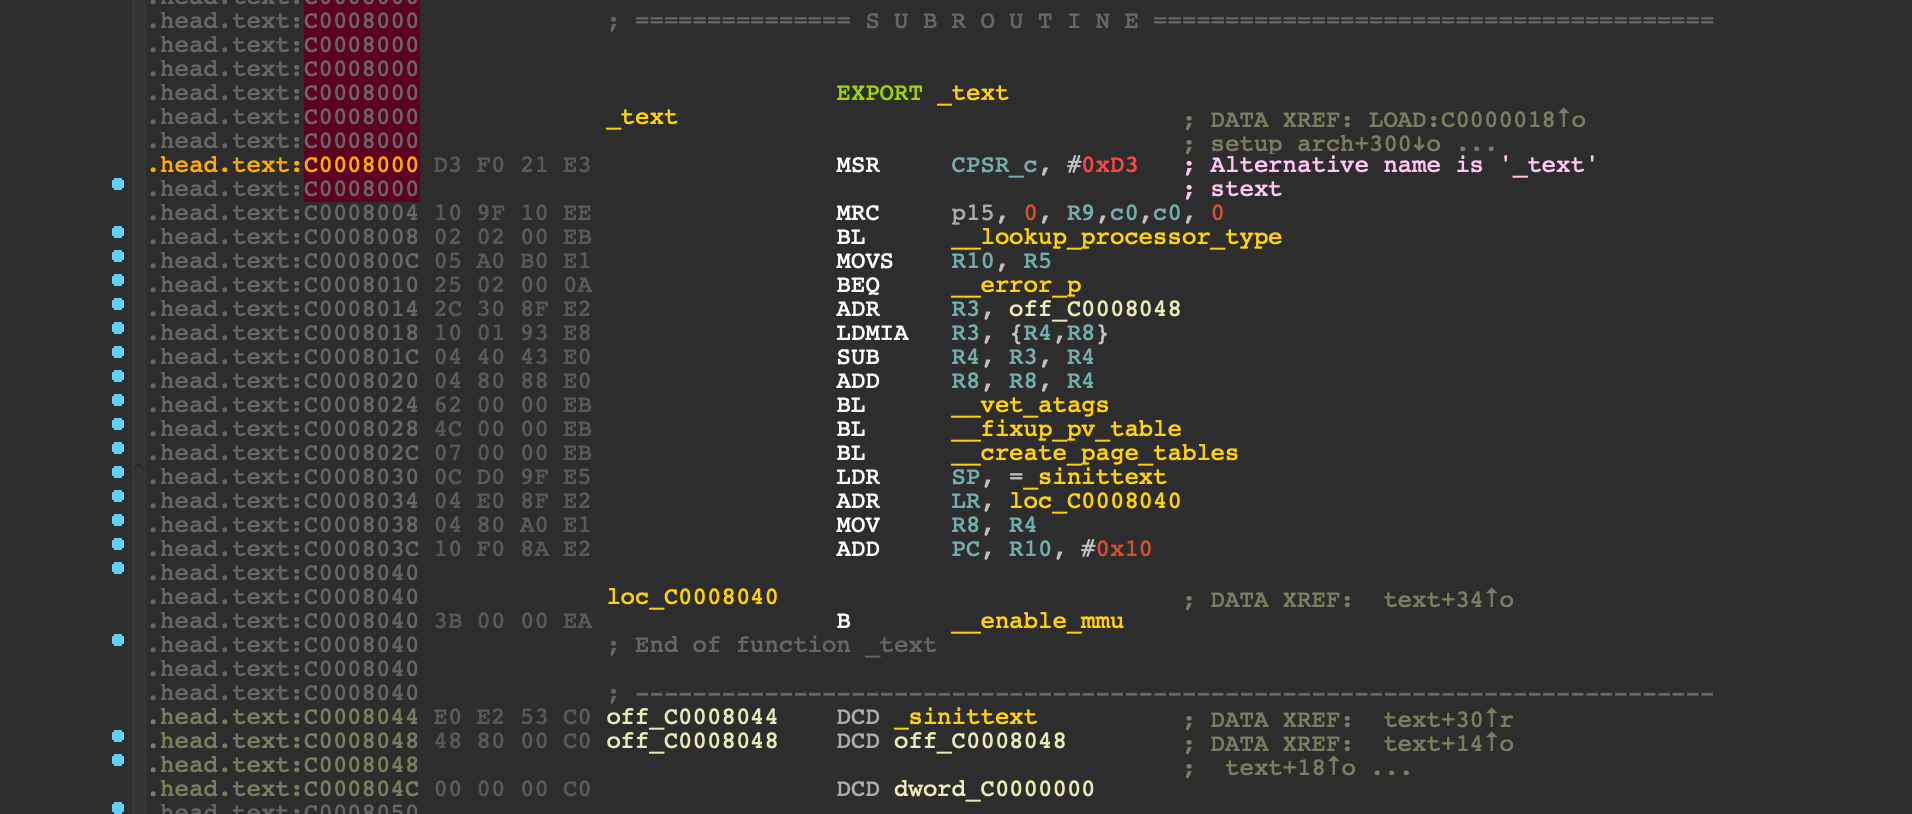 .head.text:C0008000 ; =============== S U B R O U T I N E =======================================
.head.text:C0008000
.head.text:C0008000
.head.text:C0008000 EXPORT _text
.head.text:C0008000 _text ; DATA XREF: LOAD:C0000018↑o
.head.text:C0008000 ; setup arch+300↓o ...
.head.text:C0008000 D3 F0 21 E3 MSR CPSR_c, #0xD3 ; Alternative name is '_text'
.head.text:C0008000 ; stext
.head.text:C0008004 10 9F 10 EE MRC p15, 0, R9,c0,c0, 0
.head.text:C0008008 02 02 00 EB BL __lookup_processor_type
.head.text:C000800C 05 A0 B0 E1 MOVS R10, R5
.head.text:C0008010 25 02 00 0A BEQ __error_p
.head.text:C0008014 2C 30 8F E2 ADR R3, off_C0008048
.head.text:C0008018 10 01 93 E8 LDMIA R3, {R4,R8}
.head.text:C000801C 04 40 43 E0 SUB R4, R3, R4
.head.text:C0008020 04 80 88 E0 ADD R8, R8, R4
.head.text:C0008024 62 00 00 EB BL __vet_atags
.head.text:C0008028 4C 00 00 EB BL __fixup_pv_table
.head.text:C000802C 07 00 00 EB BL __create_page_tables
.head.text:C0008030 0C D0 9F E5 LDR SP, =_sinittext
.head.text:C0008034 04 E0 8F E2 ADR LR, loc_C0008040
.head.text:C0008038 04 80 A0 E1 MOV R8, R4
.head.text:C000803C 10 F0 8A E2 ADD PC, R10, #0x10
.head.text:C0008040
.head.text:C0008040 loc_C0008040 ; DATA XREF: text+34↑o
.head.text:C0008040 3B 00 00 EA B __enable_mmu
.head.text:C0008040 ; End of function _text
.head.text:C0008040
.head.text:C0008040 ; ---------------------------------------------------------------------------
.head.text:C0008044 E0 E2 53 C0 off_C0008044 DCD _sinittext ; DATA XREF: text+30↑r
.head.text:C0008048 48 80 00 C0 off_C0008048 DCD off_C0008048 ; DATA XREF: text+14↑o
.head.text:C0008048 ; text+18↑o ...
.head.text:C000804C 00 00 00 C0 DCD dword_C0000000
.head.text:C0008050